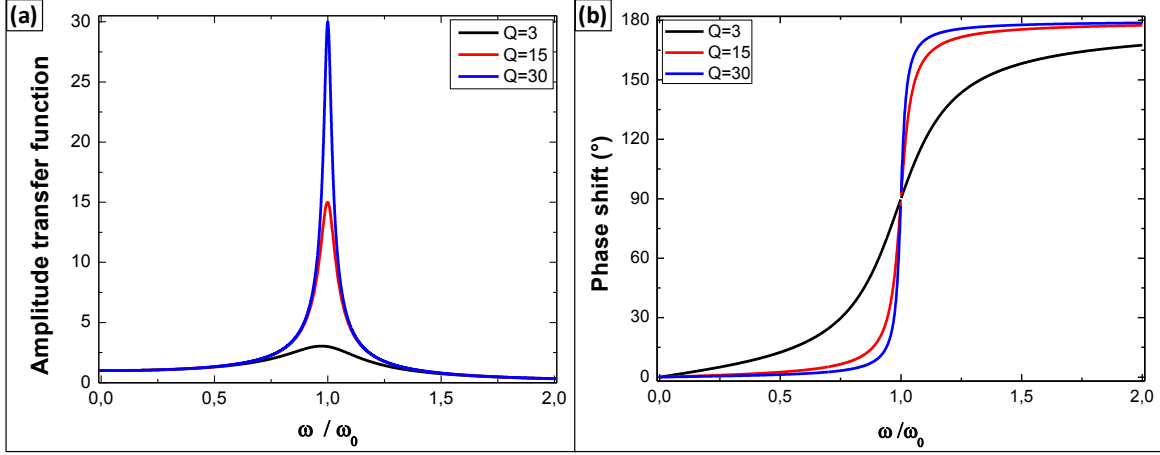 (a)
Amplitude transfer function
30
25
20
15
10
5
0
0,0
0,5
1,0
1,5
2,0
ω / ω0
Q=3
Q=15
Q=30
(b)
Phase shift (°)
180
150
120
90
60
30
0
0,0
0,5
1,0
1,5
2,0
ω/ω0
Q=3
Q=15
Q=30